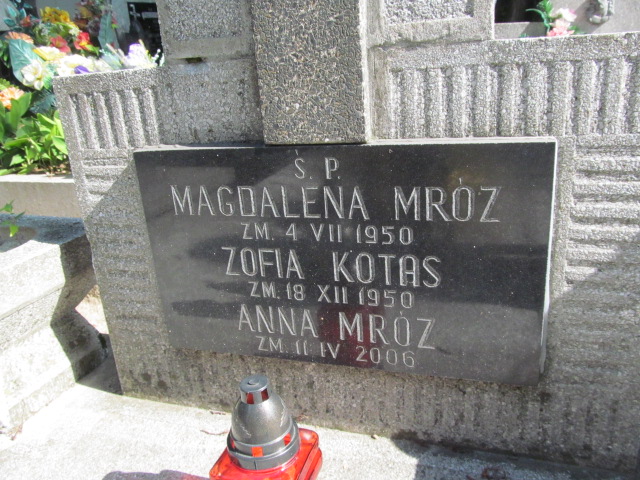 Ś. P.
MAGDALENA MRÓZ
ZM. 4 VII 1950
ZOFIA KOTAS
ZM. 18 XII 1950
ANNA MRÓZ
ZM. 11 IV 2006